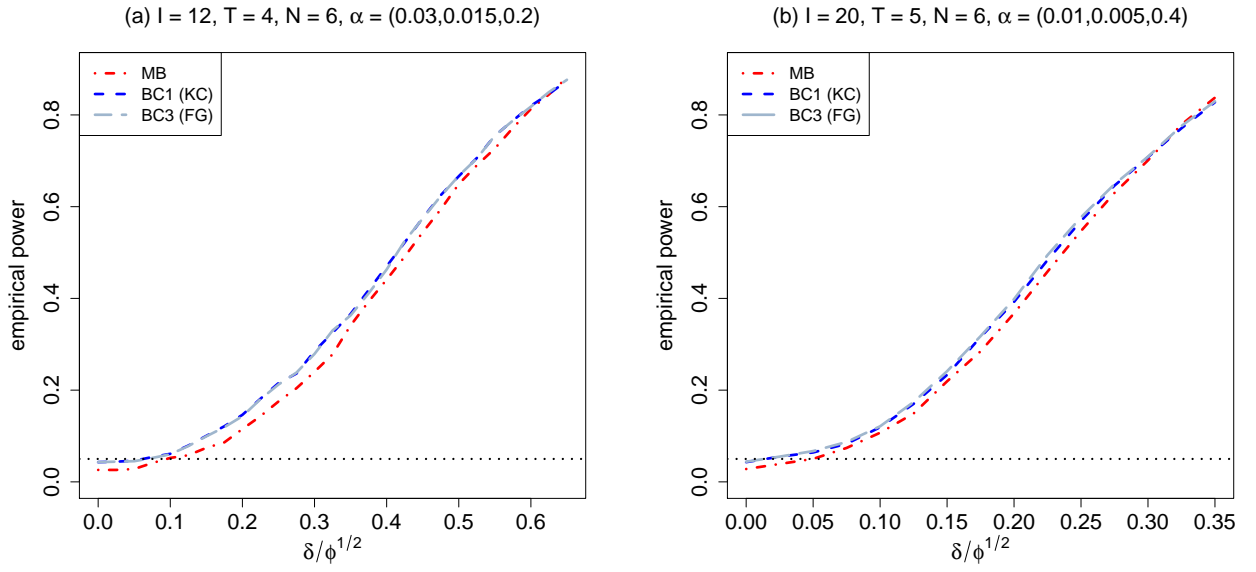 (a) I = 12, T = 4, N = 6, α = (0.03,0.015,0.2)
MB
BC1 (KC)
BC3 (FG)
empirical power
0.8
0.6
0.4
0.2
0.0
0.0 0.1 0.2 0.3 0.4 0.5 0.6
δ/ϕ^1/2
(b) I = 20, T = 5, N = 6, α = (0.01,0.005,0.4)
MB
BC1 (KC)
BC3 (FG)
empirical power
0.8
0.6
0.4
0.2
0.0
0.00 0.05 0.10 0.15 0.20 0.25 0.30 0.35
δ/ϕ^1/2